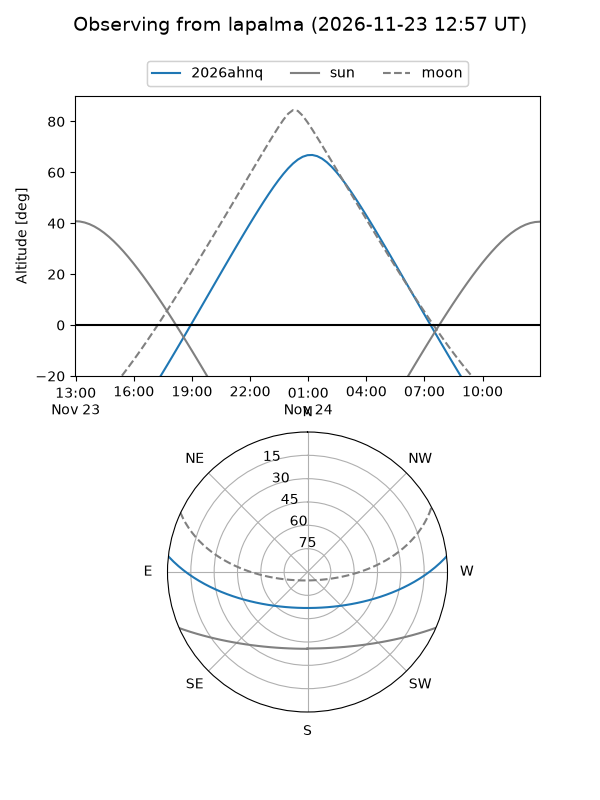 Observing from lapalma (2026-11-23 12:57 UT)
2026ahnq sun moon
Altitude [deg]
80
60
40
20
0
−20
13:00 16:00 19:00 22:00 01:00 04:00 07:00 10:00
Nov 23 Nov 24
N
NE NW
15
30
45
60
75
E W
SE SW
S